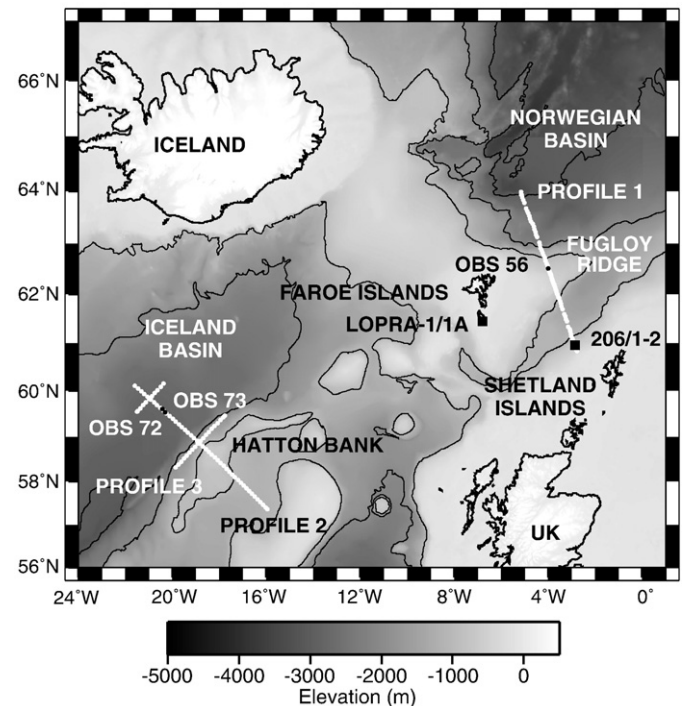 66°N
64°N
62°N
60°N
58°N
56°N
ICELAND
NORWEGIAN
BASIN
PROFILE 1
FUGLOY
RIDGE
OBS 56
FAROE ISLANDS
LOPRA-1/1A
ICELAND
BASIN
206/1-2
OBS 73
SHETLAND
ISLANDS
OBS 72
HATTON BANK
PROFILE 3
PROFILE 2
UK
24°W 20°W 16°W 12°W 8°W 4°W 0°
-5000 -4000 -3000 -2000 -1000 0
Elevation (m)